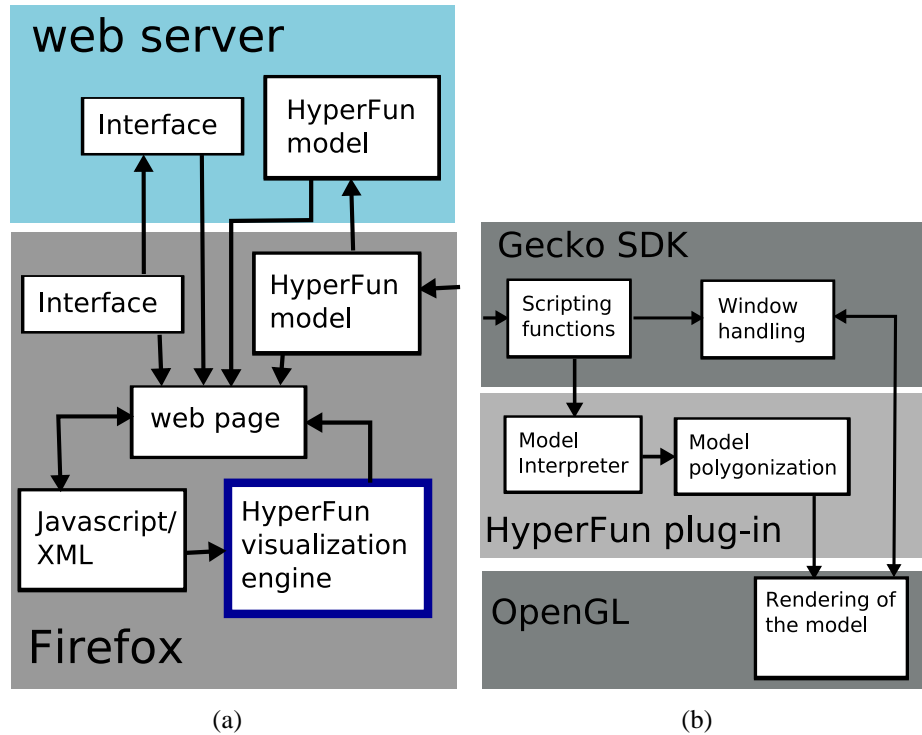 web server
Interface
HyperFun
model
Interface
HyperFun
model
web page
Javascript/
XML
HyperFun
visualization
engine
Firefox
(a)
Gecko SDK
Scripting
functions
Window
handling
Model
Interpreter
Model
polygonization
HyperFun plug-in
OpenGL
Rendering of
the model
(b)